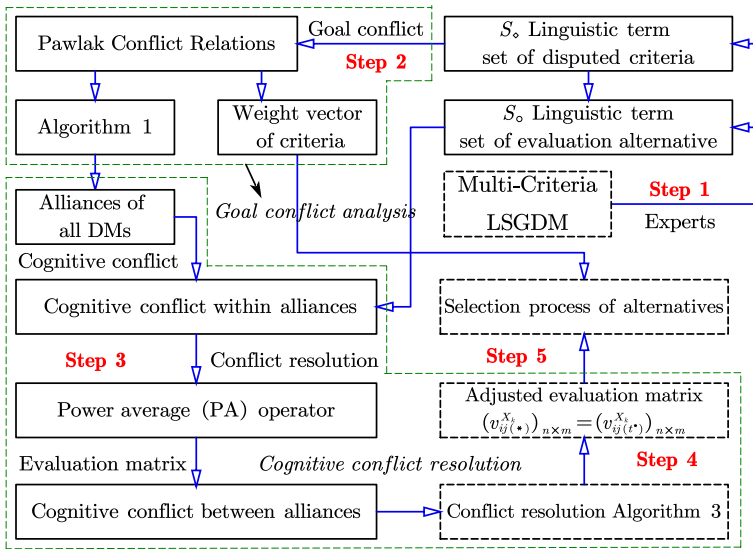 Pawlak Conflict Relations
Goal conflict
Step 2
S∘ Linguistic term
set of disputed criteria
Algorithm 1
Weight vector
of criteria
S∘ Linguistic term
set of evaluation alternative
Goal conflict analysis
Multi-Criteria
LSGDM
Step 1
Experts
Alliances of
all DMs
Cognitive conflict
Cognitive conflict within alliances
Selection process of alternatives
Step 3
Conflict resolution
Step 5
Power average (PA) operator
Adjusted evaluation matrix
(v_{ij(*)}^{X_k})_{n×m}=(v_{ij(t^•)}^{X_k})_{n×m}
Evaluation matrix
Cognitive conflict resolution
Step 4
Cognitive conflict between alliances
Conflict resolution Algorithm 3